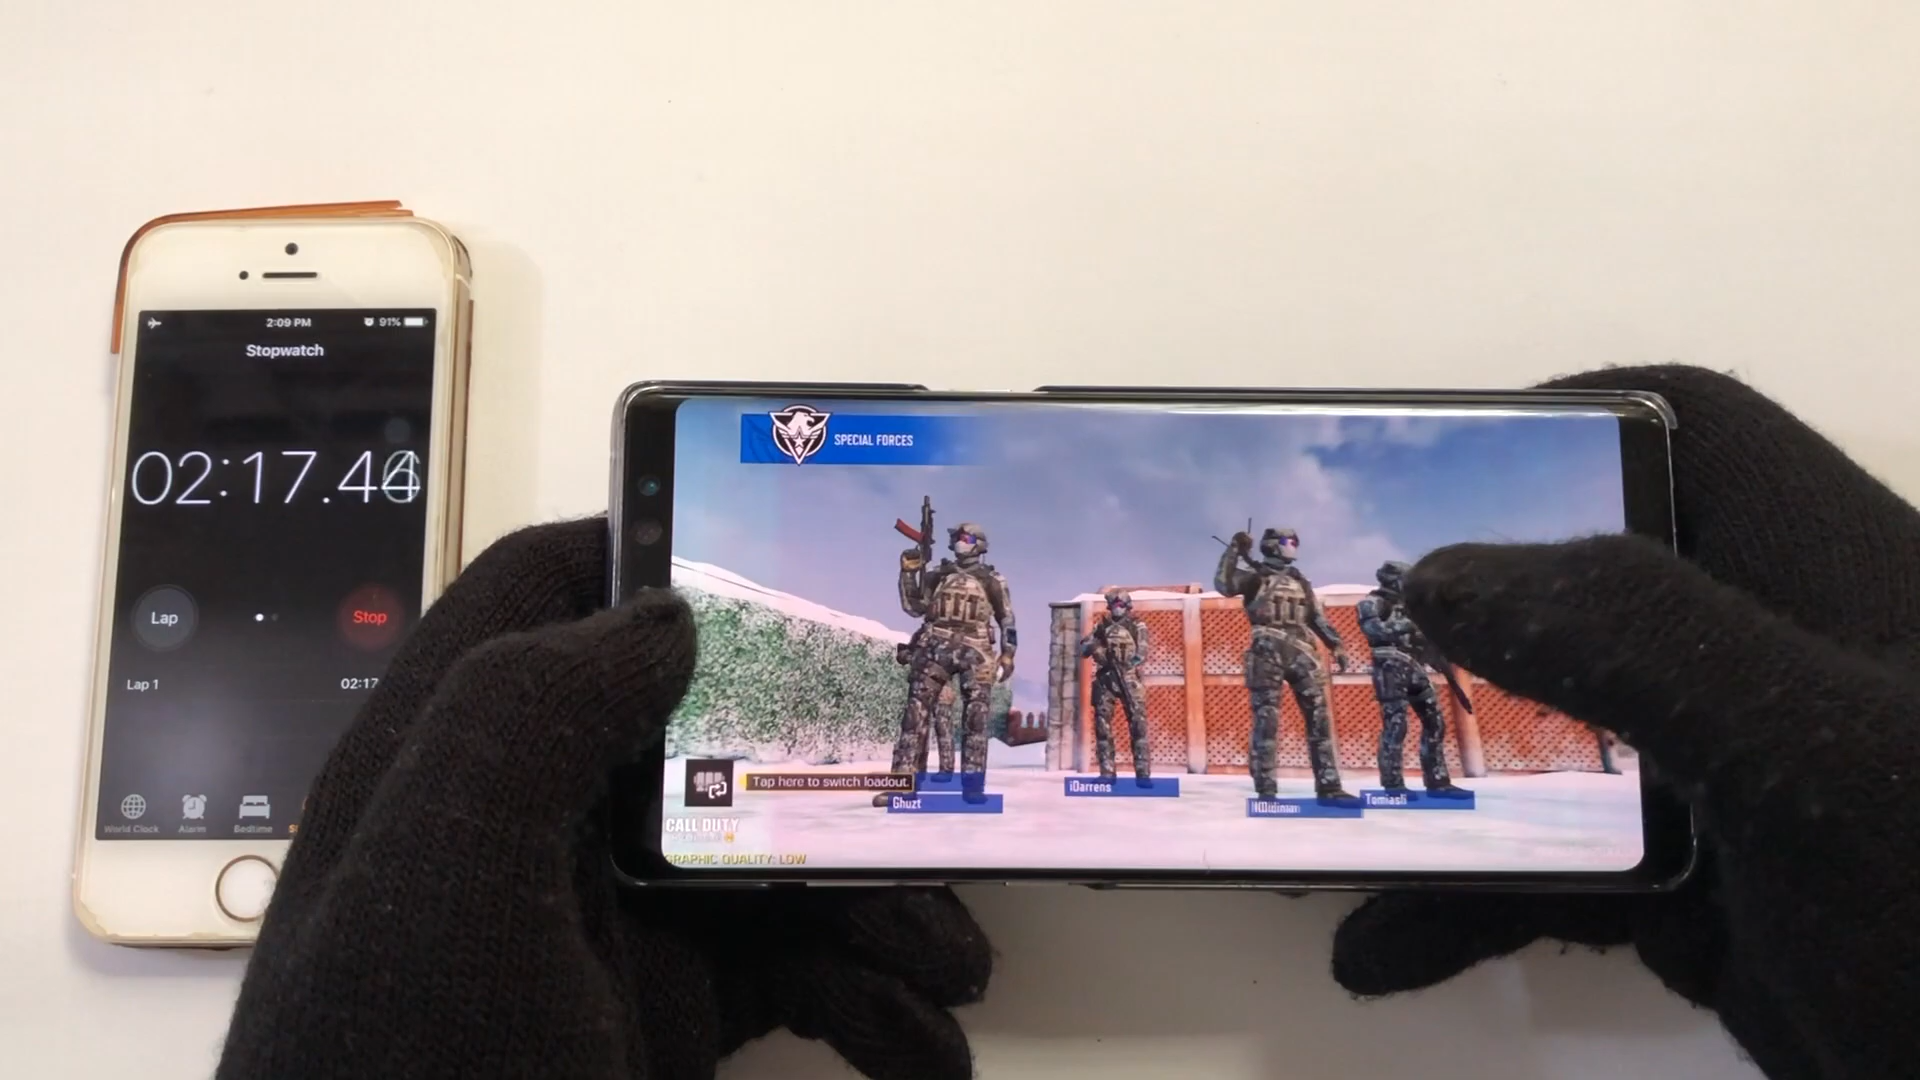 2:09 PM
91%
Stopwatch
02:17.4
Lap
Stop
Lap 1
02:17
World Clock
Alarm
Bedtime
SPECIAL FORCES
Tap here to switch loadout.
Ghuzt
iDarrens
Tomiasli
CALL DUTY
GRAPHIC QUALITY: LOW